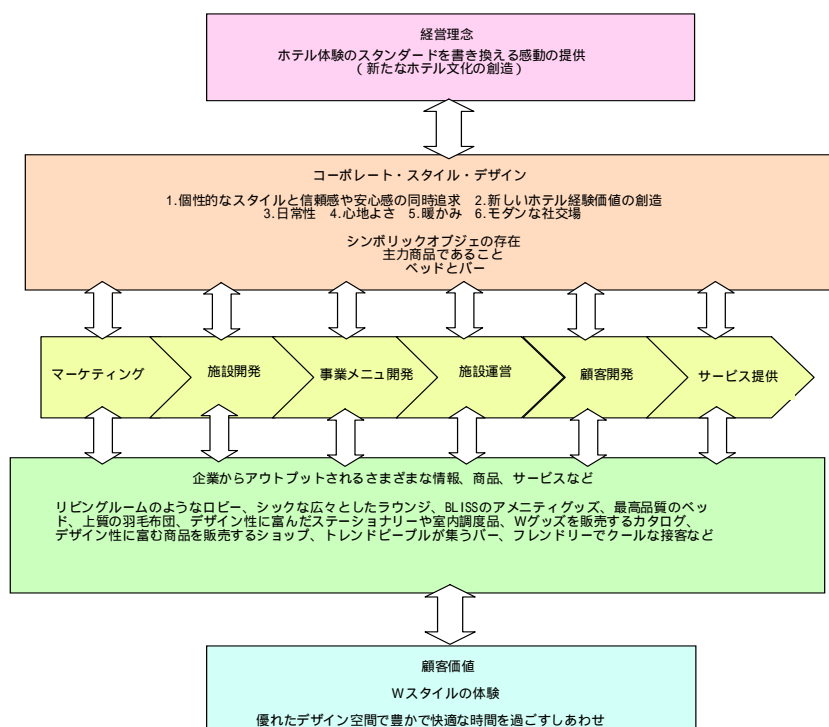 経営理念
ホテル体験のスタンダードを書き換える感動の提供
(新たなホテル文化の創造)
コーポレート・スタイル・デザイン
1.個性的なスタイルと信頼感や安心感の同時追求 2.新しいホテル経験価値の創造
3.日常性 4.心地よさ 5.暖かみ 6.モダンな社交場
シンボリックオブジェの存在
主力商品であること
ベッドとバー
マーケティング
施設開発
事業メニュ開発
施設運営
顧客開発
サービス提供
企業からアウトプットされるさまざまな情報、商品、サービスなど
リビングルームのようなロビー、シックな広々としたラウンジ、BLISSのアメニティグッズ、最高品質のベッ
ド、上質の羽毛布団、デザイン性に富んだステーショナリーや室内調度品、Wグッズを販売するカタログ、
デザイン性に富む商品を販売するショップ、トレンドピープルが集うバー、フレンドリーでクールな接客など
顧客価値
Wスタイルの体験
優れたデザイン空間で豊かで快適な時間を過ごすしあわせ